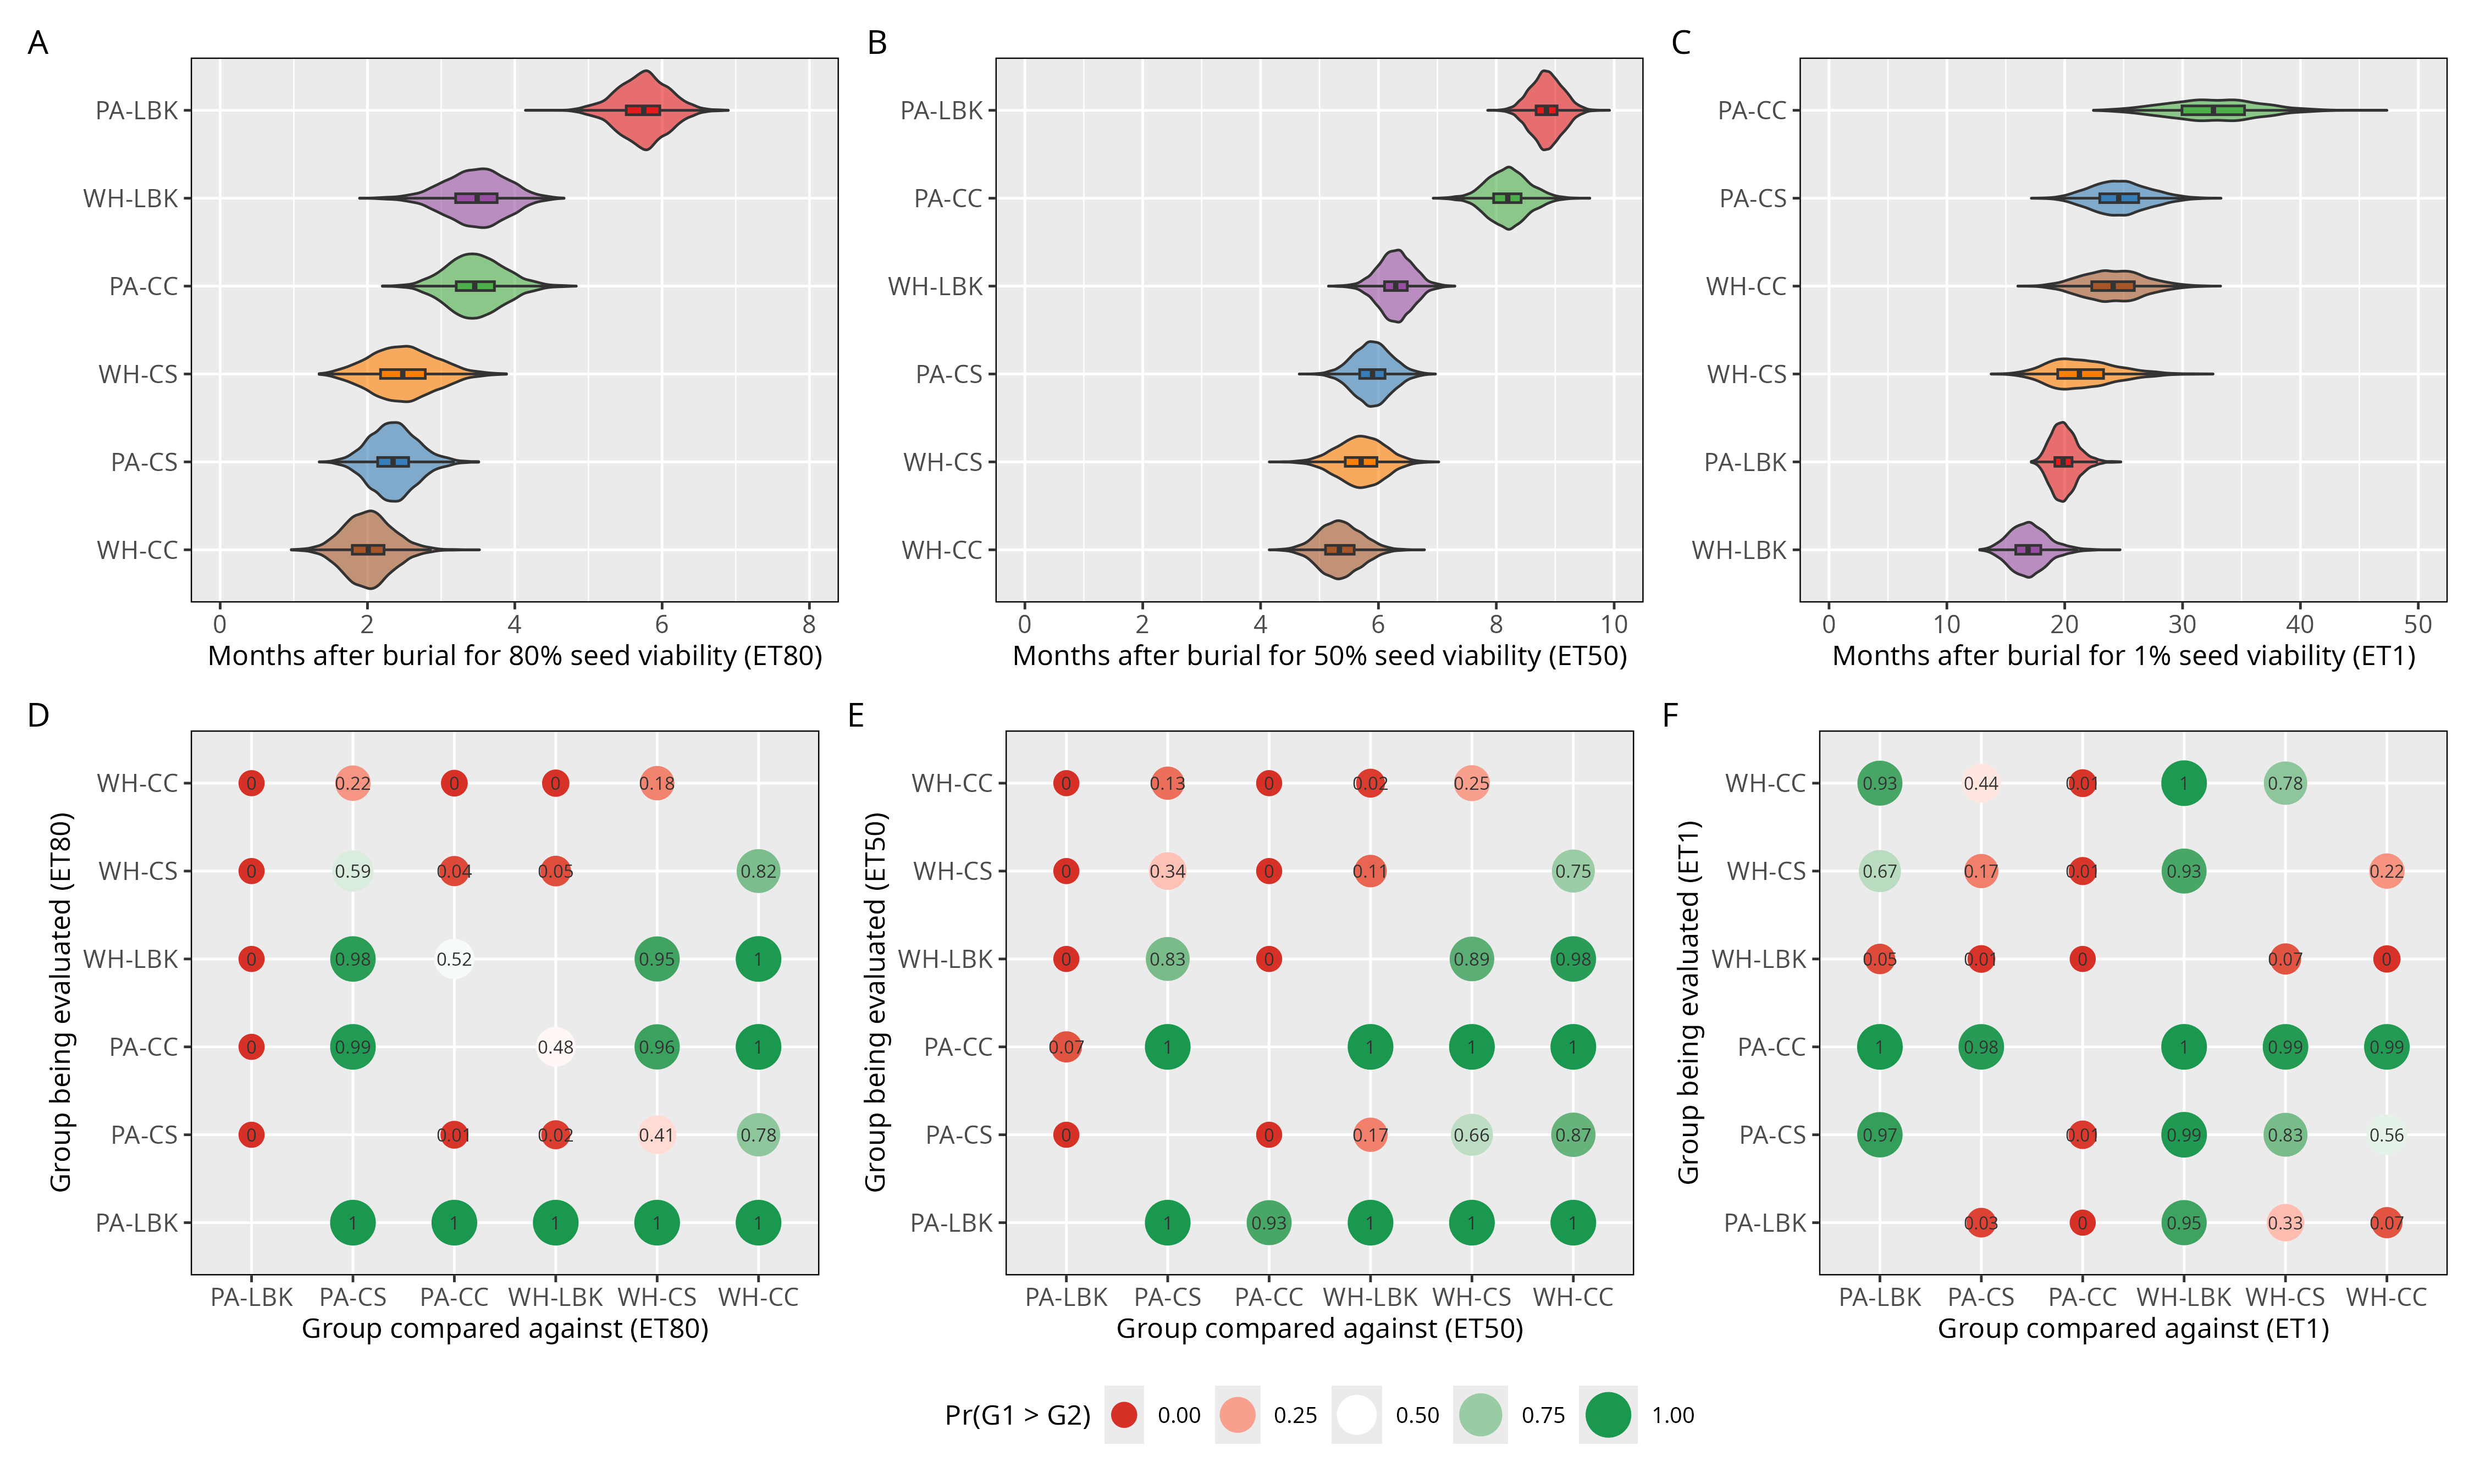 A
PA-LBK
WH-LBK
PA-CC
WH-CS
PA-CS
WH-CC
0 2 4 6 8
Months after burial for 80% seed viability (ET80)
B
PA-LBK
PA-CC
WH-LBK
PA-CS
WH-CS
WH-CC
0 2 4 6 8 10
Months after burial for 50% seed viability (ET50)
C
PA-CC
PA-CS
WH-CC
WH-CS
PA-LBK
WH-LBK
0 10 20 30 40 50
Months after burial for 1% seed viability (ET1)
D
Group being evaluated (ET80)
WH-CC 0 0.22 0 0 0.18
WH-CS 0 0.59 0.04 0.05 0.82
WH-LBK 0 0.98 0.52 0.95 1
PA-CC 0 0.99 0.48 0.96 1
PA-CS 0 0.01 0.02 0.41 0.78
PA-LBK 1 1 1 1 1
PA-LBK PA-CS PA-CC WH-LBK WH-CS WH-CC
Group compared against (ET80)
E
Group being evaluated (ET50)
WH-CC 0 0.13 0 0.02 0.25
WH-CS 0 0.34 0 0.11 0.75
WH-LBK 0 0.83 0 0.89 0.98
PA-CC 0.07 1 1 1 1
PA-CS 0 0 0.17 0.66 0.87
PA-LBK 1 0.93 1 1 1
PA-LBK PA-CS PA-CC WH-LBK WH-CS WH-CC
Group compared against (ET50)
F
Group being evaluated (ET1)
WH-CC 0.93 0.44 0.01 1 0.78
WH-CS 0.67 0.17 0.01 0.93 0.22
WH-LBK 0.05 0.01 0 0.07 0
PA-CC 1 0.98 1 0.99 0.99
PA-CS 0.97 0.01 0.99 0.83 0.56
PA-LBK 0.03 0 0.95 0.33 0.07
PA-LBK PA-CS PA-CC WH-LBK WH-CS WH-CC
Group compared against (ET1)
Pr(G1 > G2) 0.00 0.25 0.50 0.75 1.00